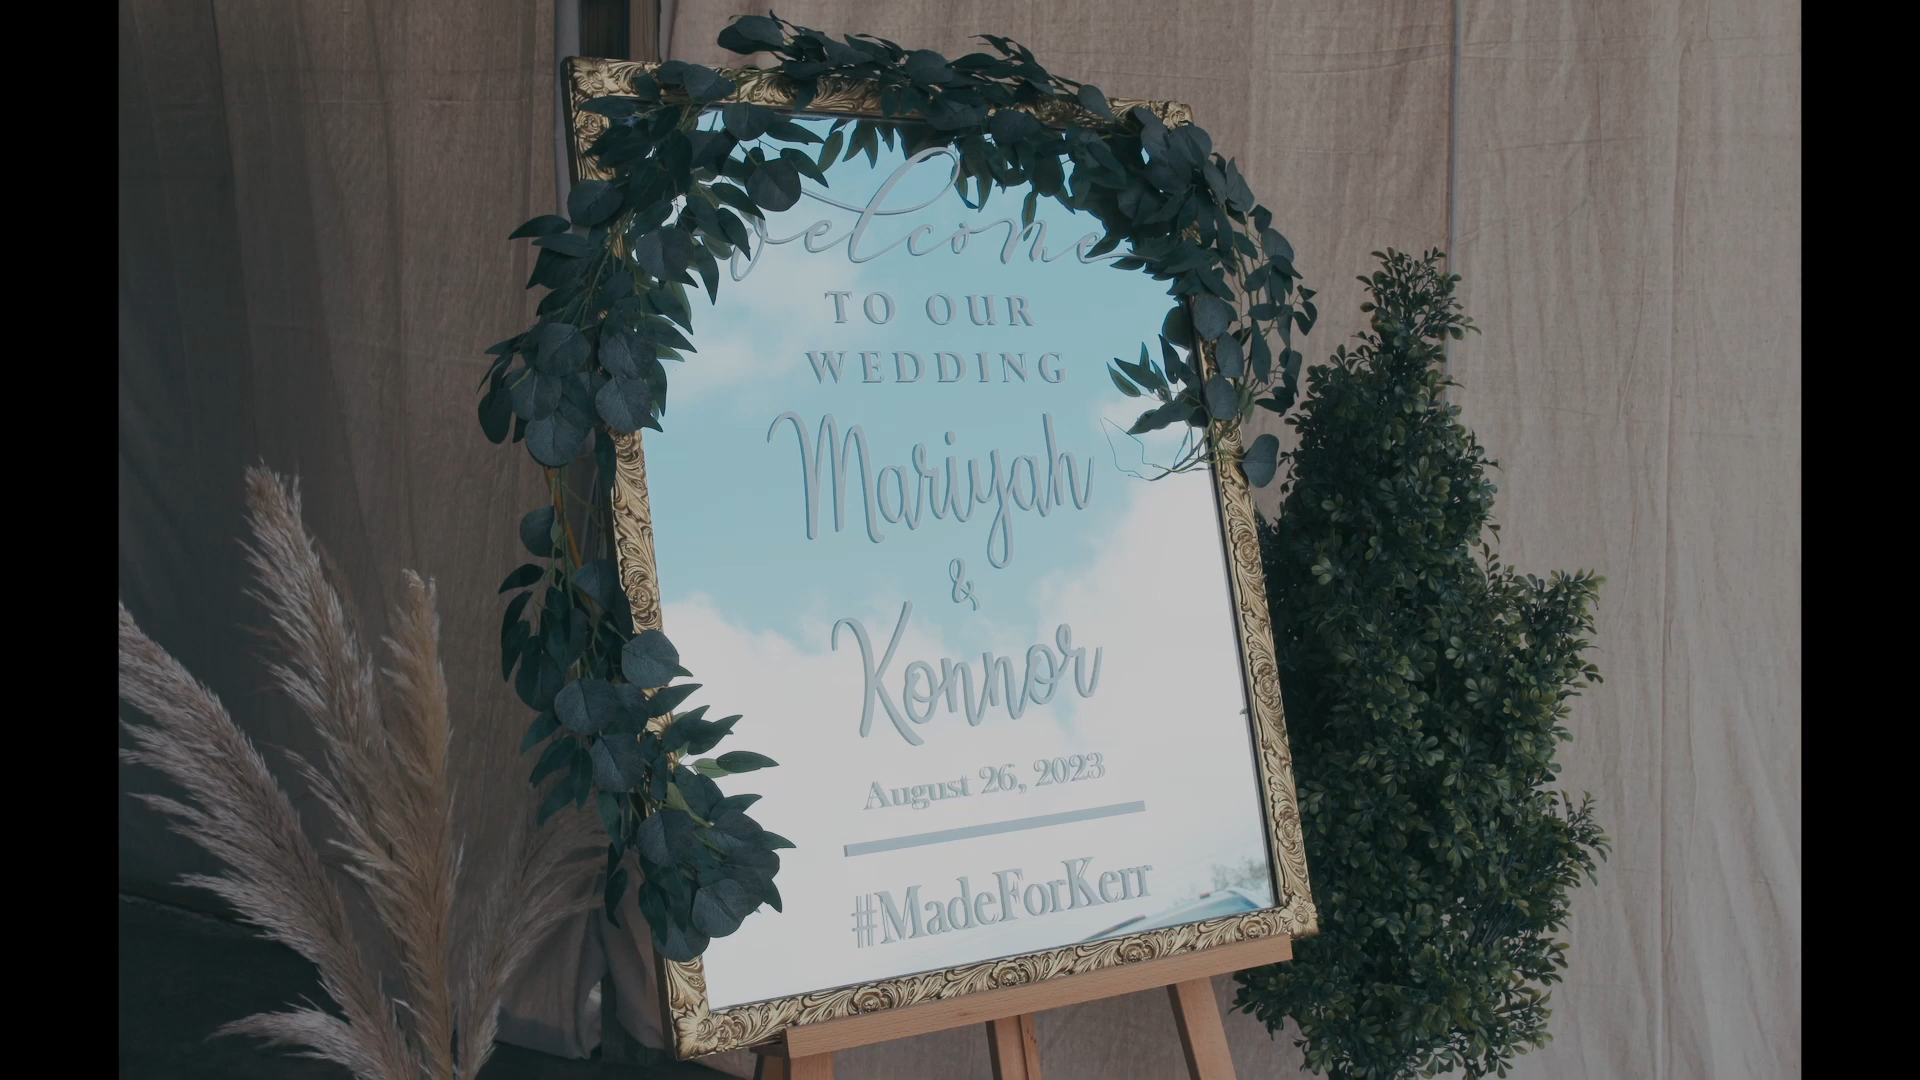 Welcome
TO OUR
WEDDING
Mariyah
&
Konnor
August 26, 2023
#MadeForKerr